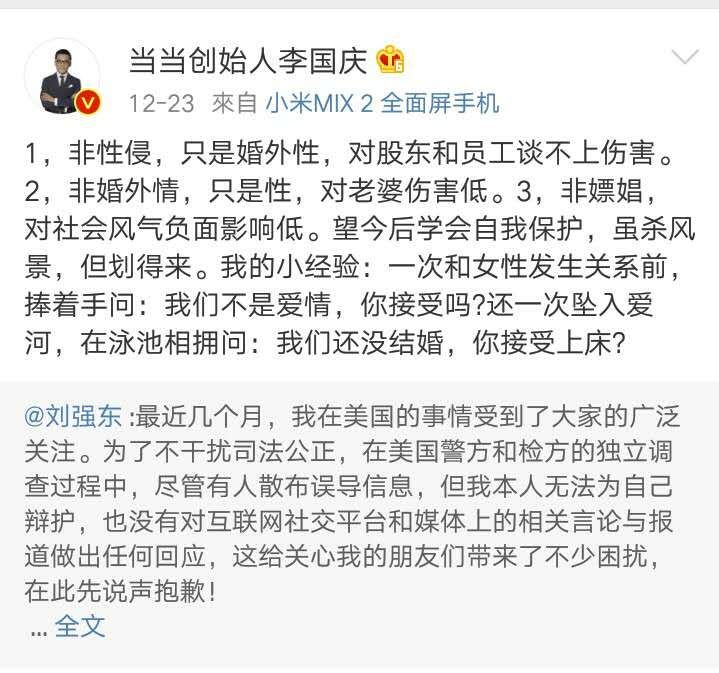 当当创始人李国庆
12-23 來自 小米MIX 2 全面屏手机
1，非性侵，只是婚外性，对股东和员工谈不上伤害。
2，非婚外情，只是性，对老婆伤害低。3，非嫖娼，
对社会风气负面影响低。望今后学会自我保护，虽杀风
景，但划得来。我的小经验：一次和女性发生关系前，
捧着手问：我们不是爱情，你接受吗?还一次坠入爱
河，在泳池相拥问：我们还没结婚，你接受上床?
@刘强东 :最近几个月，我在美国的事情受到了大家的广泛
关注。为了不干扰司法公正，在美国警方和检方的独立调
查过程中，尽管有人散布误导信息，但我本人无法为自己
辩护，也没有对互联网社交平台和媒体上的相关言论与报
道做出任何回应，这给关心我的朋友们带来了不少困扰，
在此先说声抱歉!
... 全文